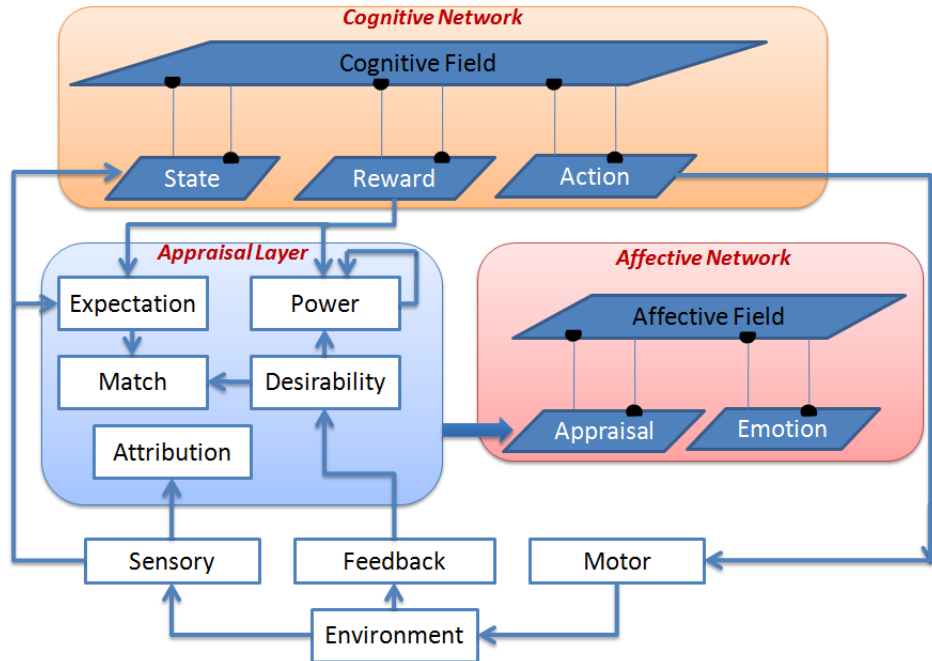 Cognitive Network
Cognitive Field
State
Reward
Action
Appraisal Layer
Expectation
Power
Match
Desirability
Attribution
Affective Network
Affective Field
Appraisal
Emotion
Sensory
Feedback
Motor
Environment